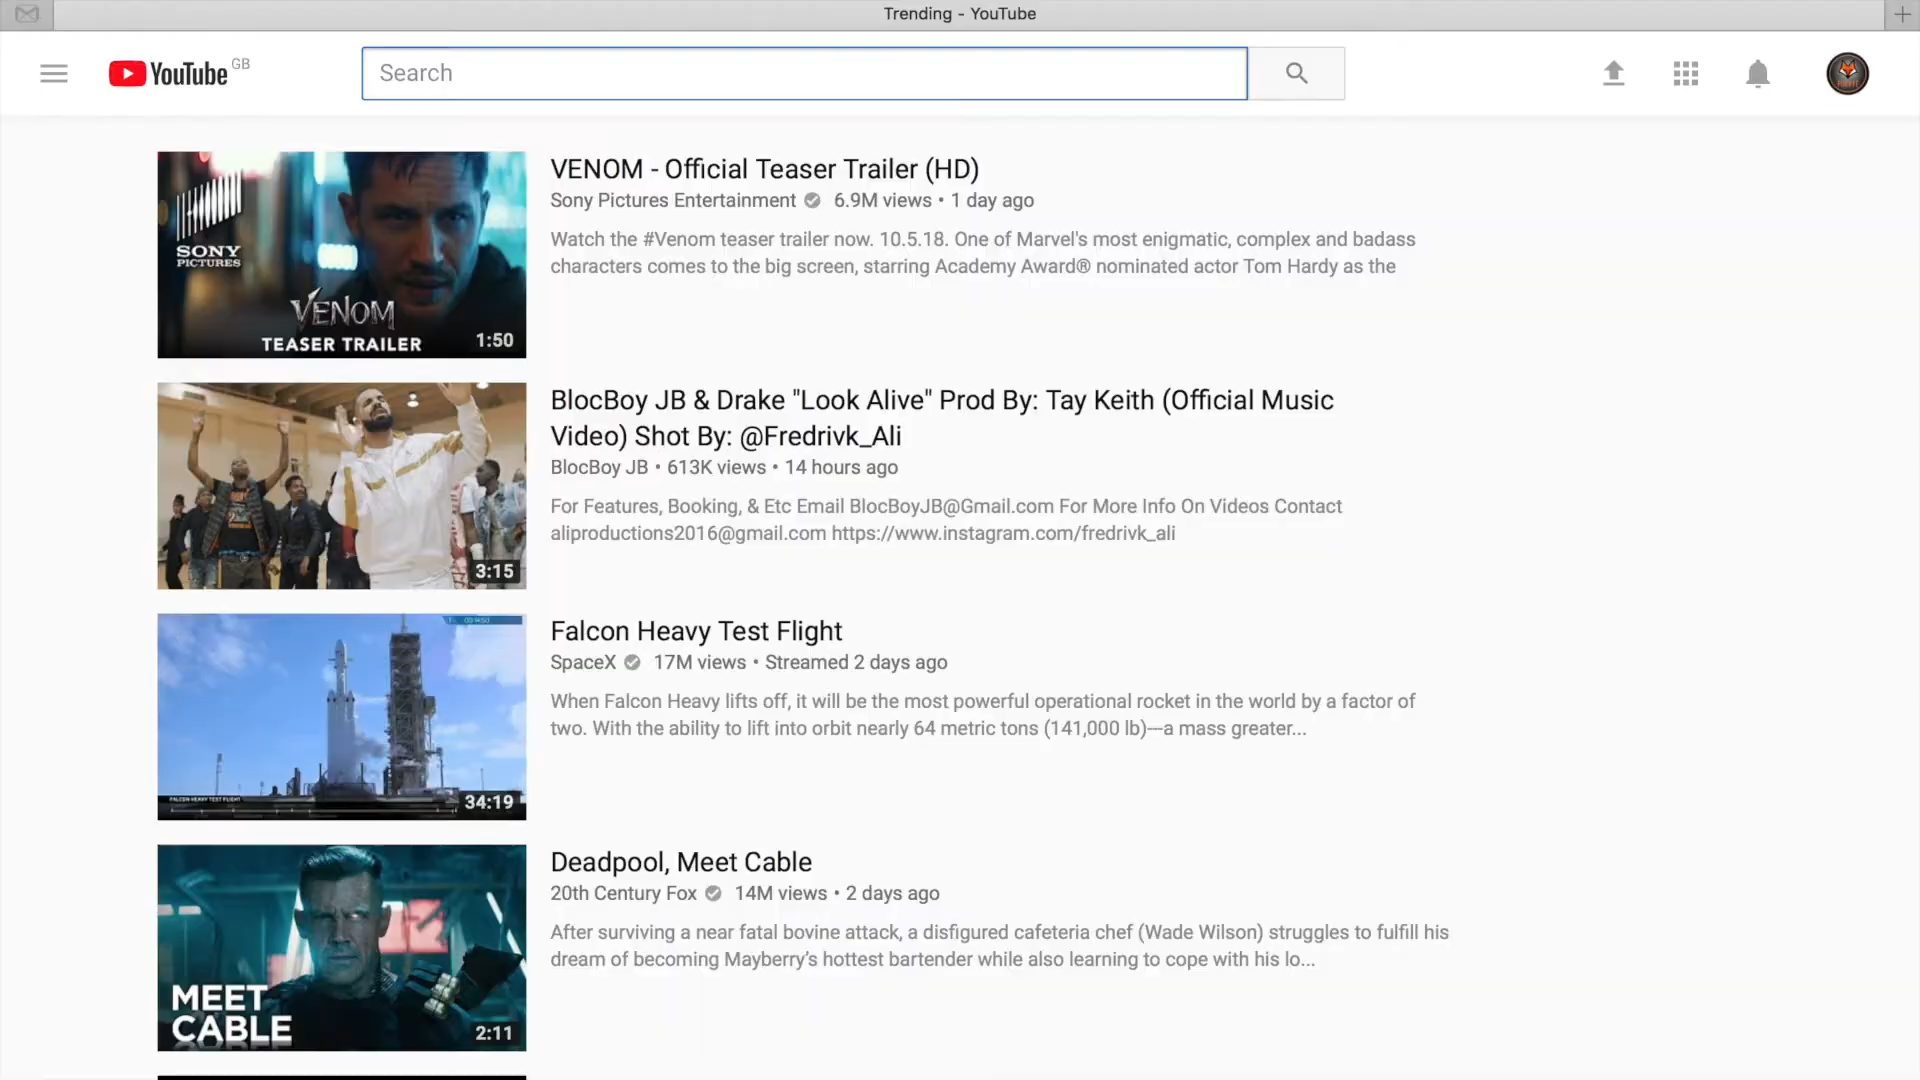 Trending - YouTube
YouTube GB
Search
SONY
PICTURES
VENOM
TEASER TRAILER
1:50
VENOM - Official Teaser Trailer (HD)
Sony Pictures Entertainment 6.9M views • 1 day ago
Watch the #Venom teaser trailer now. 10.5.18. One of Marvel's most enigmatic, complex and badass
characters comes to the big screen, starring Academy Award® nominated actor Tom Hardy as the
3:15
BlocBoy JB & Drake "Look Alive" Prod By: Tay Keith (Official Music
Video) Shot By: @Fredrivk_Ali
BlocBoy JB • 613K views • 14 hours ago
For Features, Booking, & Etc Email BlocBoyJB@Gmail.com For More Info On Videos Contact
aliproductions2016@gmail.com https://www.instagram.com/fredrivk_ali
FALCON HEAVY TEST FLIGHT
34:19
Falcon Heavy Test Flight
SpaceX 17M views • Streamed 2 days ago
When Falcon Heavy lifts off, it will be the most powerful operational rocket in the world by a factor of
two. With the ability to lift into orbit nearly 64 metric tons (141,000 lb)—a mass greater...
MEET
CABLE
2:11
Deadpool, Meet Cable
20th Century Fox 14M views • 2 days ago
After surviving a near fatal bovine attack, a disfigured cafeteria chef (Wade Wilson) struggles to fulfill his
dream of becoming Mayberry’s hottest bartender while also learning to cope with his lo...